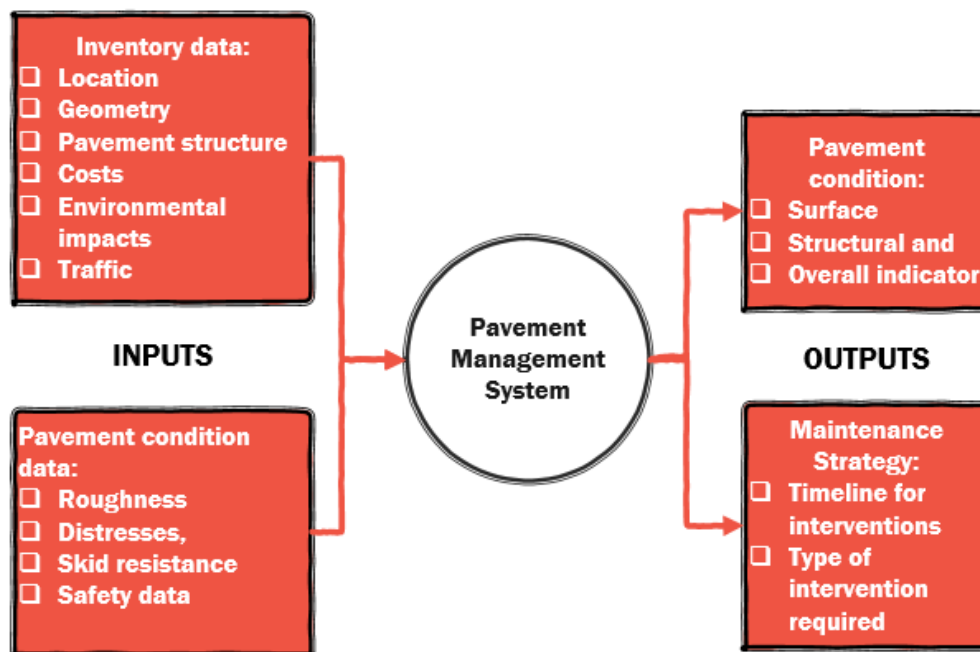 Inventory data:
❑ Location
❑ Geometry
❑ Pavement structure
❑ Costs
❑ Environmental
impacts
❑ Traffic
INPUTS
Pavement condition
data:
❑ Roughness
❑ Distresses,
❑ Skid resistance
❑ Safety data
Pavement
Management
System
Pavement
condition:
❑ Surface
❑ Structural and
❑ Overall indicator
OUTPUTS
Maintenance
Strategy:
❑ Timeline for
interventions
❑ Type of
intervention
required